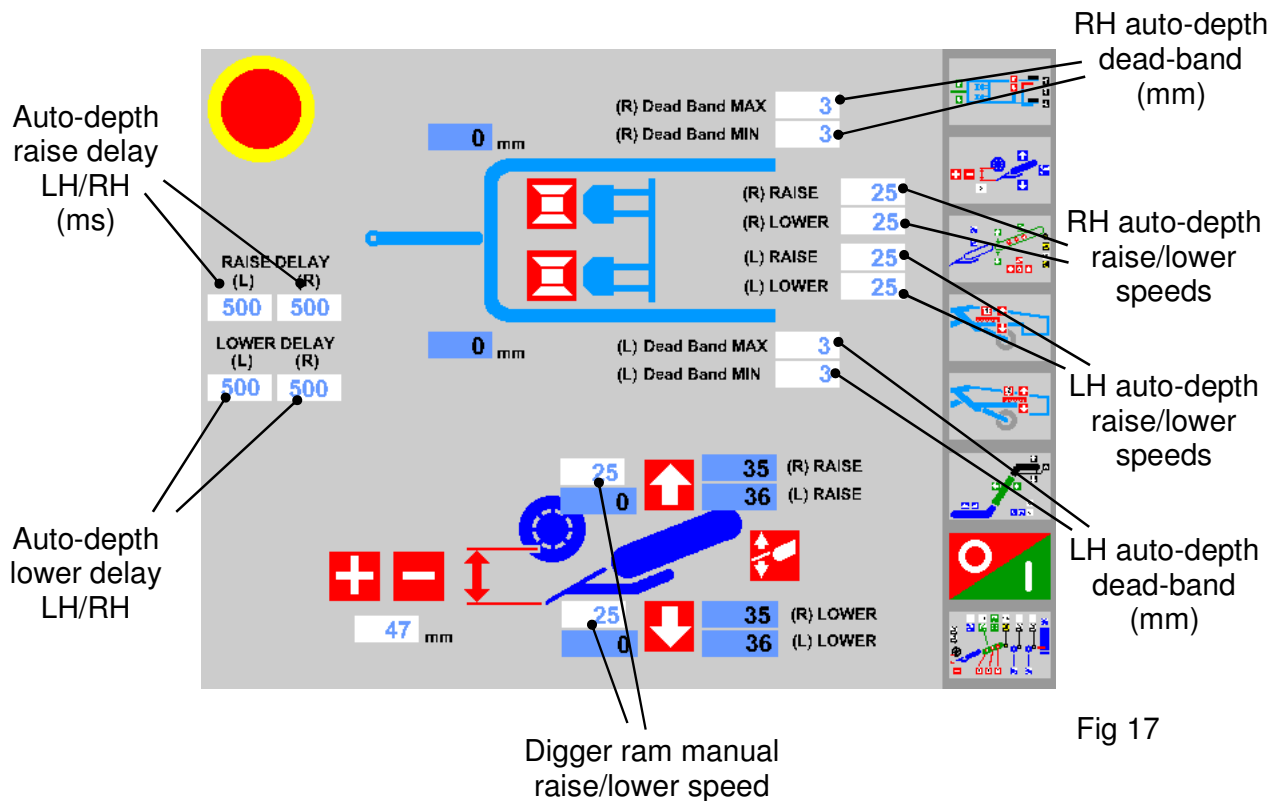 RH auto-depth
dead-band
(mm)
Auto-depth
raise delay
LH/RH
(ms)
(R) Dead Band MAX 3
(R) Dead Band MIN 3
0 mm
(R) RAISE 25
(R) LOWER 25
(L) RAISE 25
(L) LOWER 25
RH auto-depth
raise/lower
speeds
RAISE DELAY
(L) (R)
500 500
LOWER DELAY
(L) (R)
500 500
0 mm
(L) Dead Band MAX 3
(L) Dead Band MIN 3
LH auto-depth
raise/lower
speeds
25 35 (R) RAISE
0 36 (L) RAISE
Auto-depth
lower delay
LH/RH
LH auto-depth
dead-band
(mm)
47 mm
25 35 (R) LOWER
0 36 (L) LOWER
Digger ram manual
raise/lower speed
Fig 17